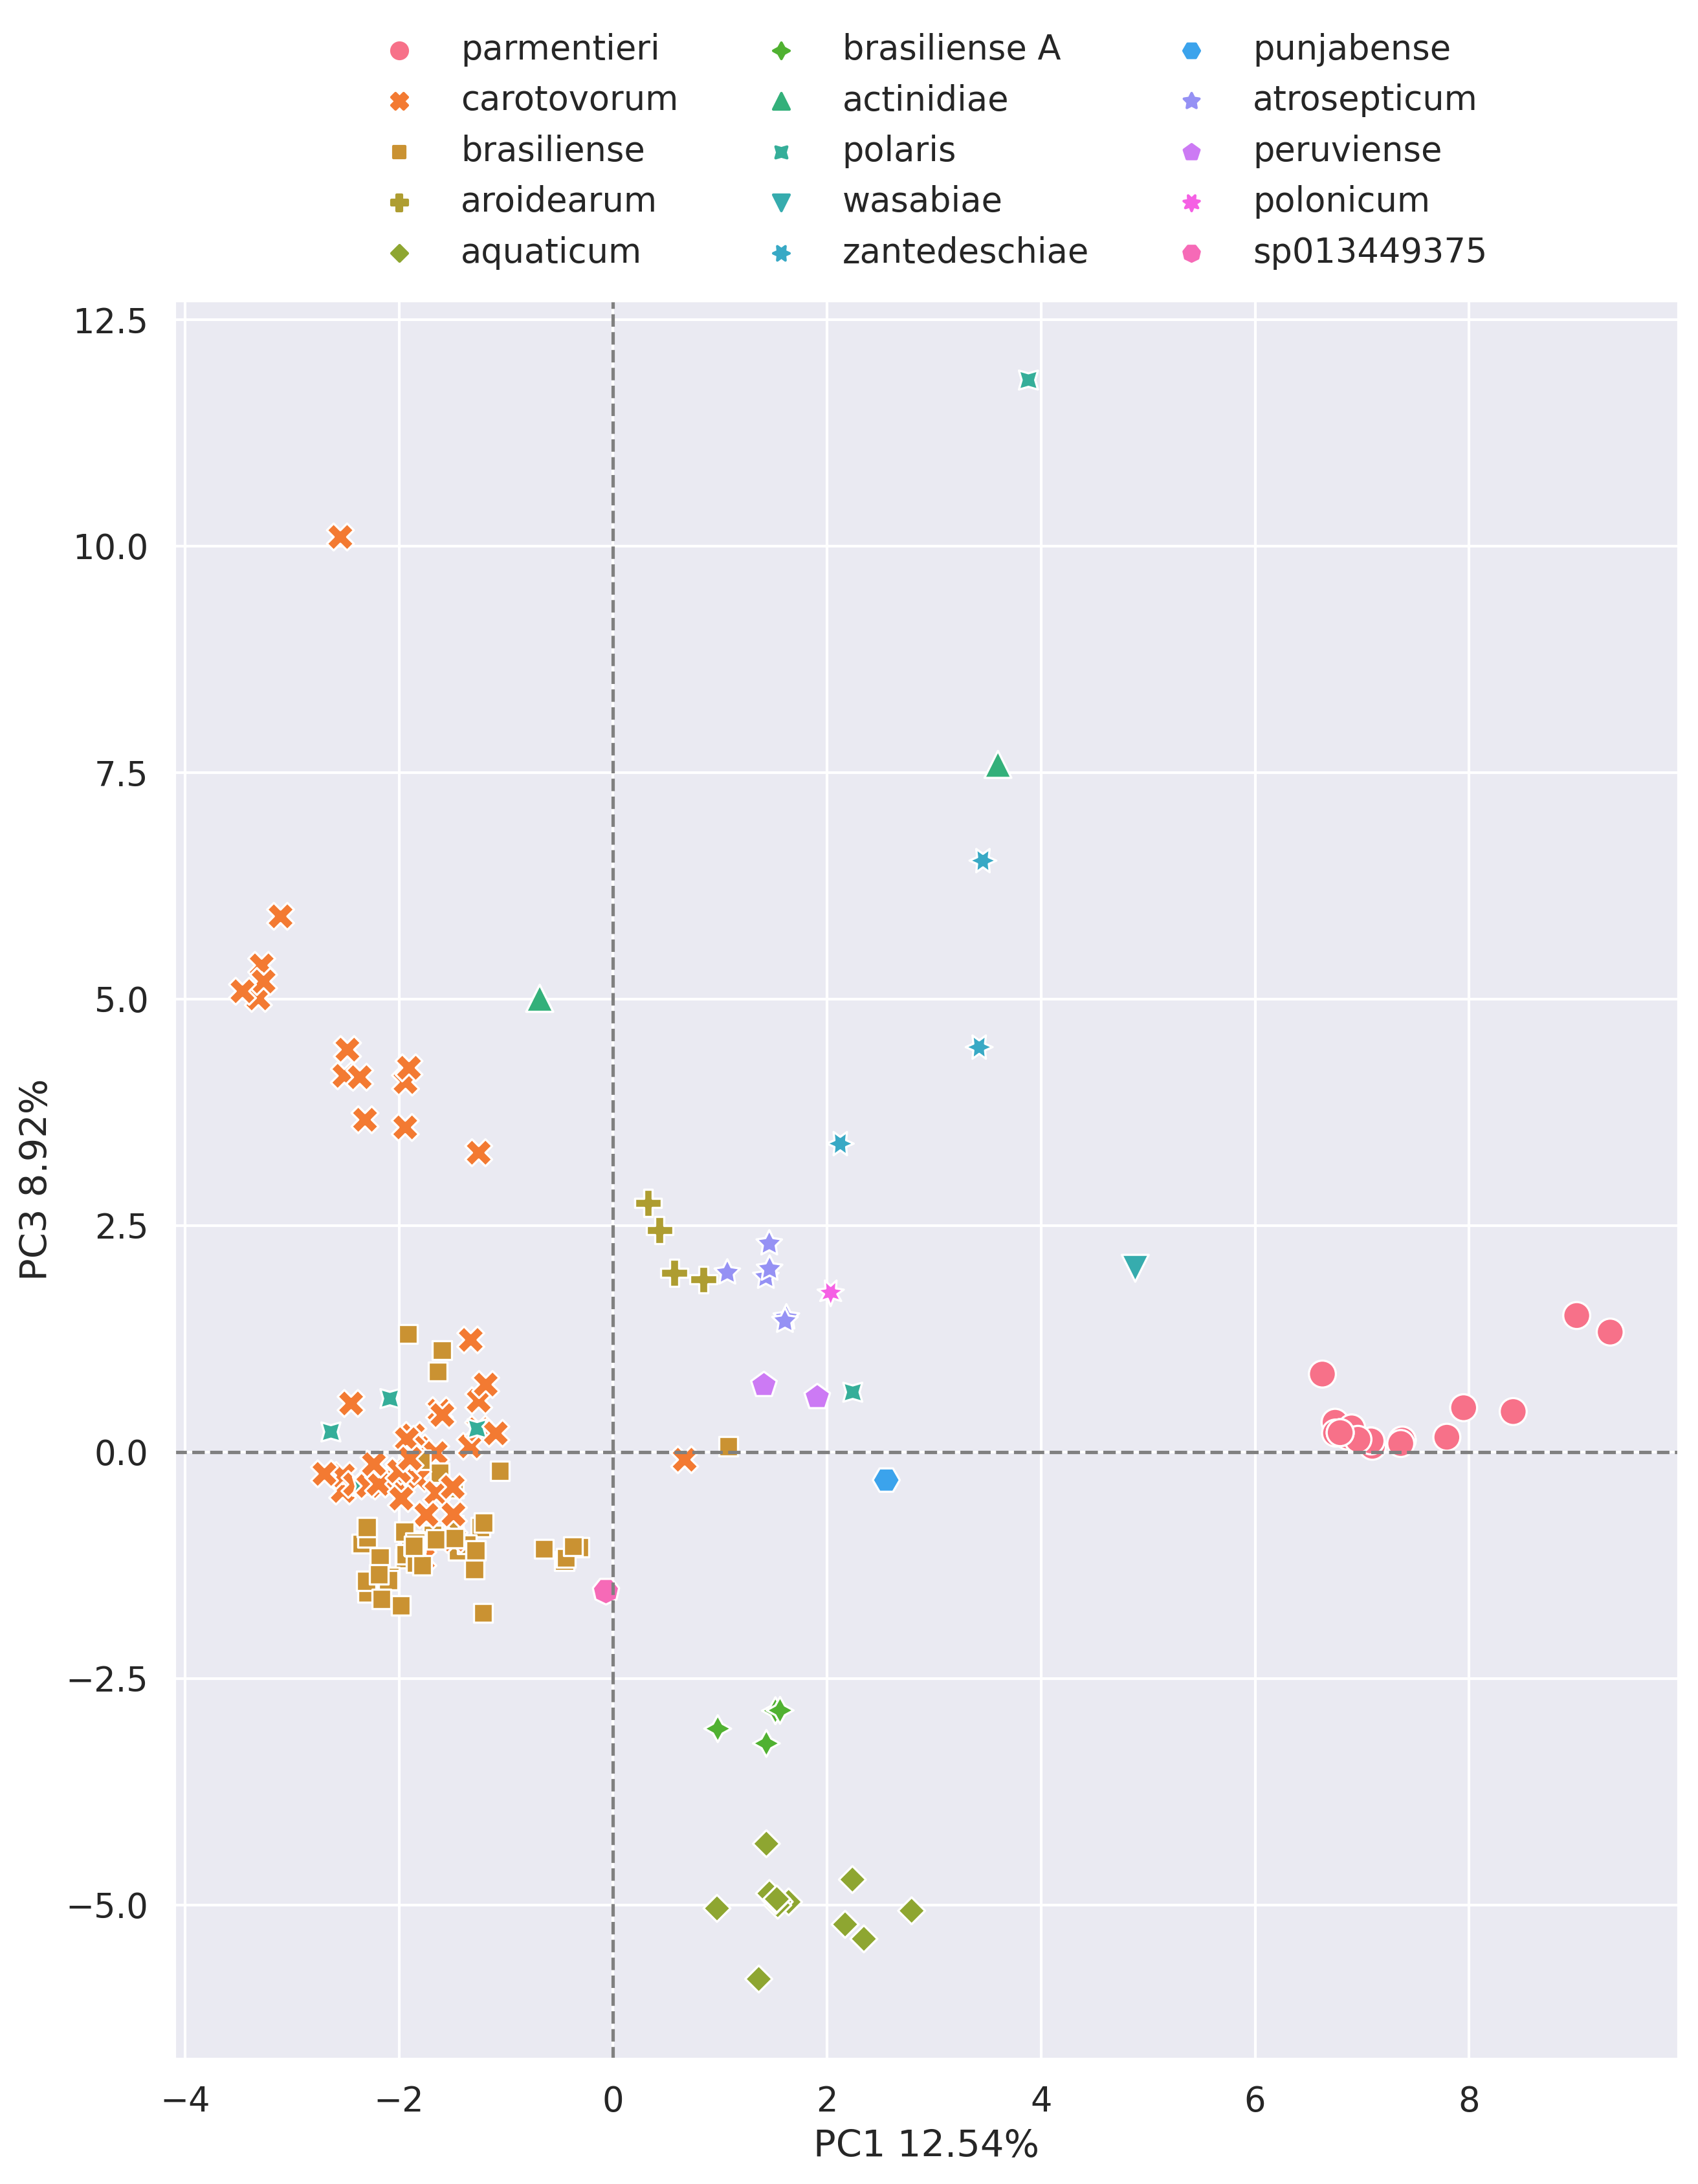 parmentieri
carotovorum
brasiliense
aroidearum
aquaticum
brasiliense A
actinidiae
polaris
wasabiae
zantedeschiae
punjabense
atrosepticum
peruviense
polonicum
sp013449375
12.5
10.0
7.5
5.0
2.5
0.0
−2.5
−5.0
PC3 8.92%
−4
−2
0
2
4
6
8
PC1 12.54%